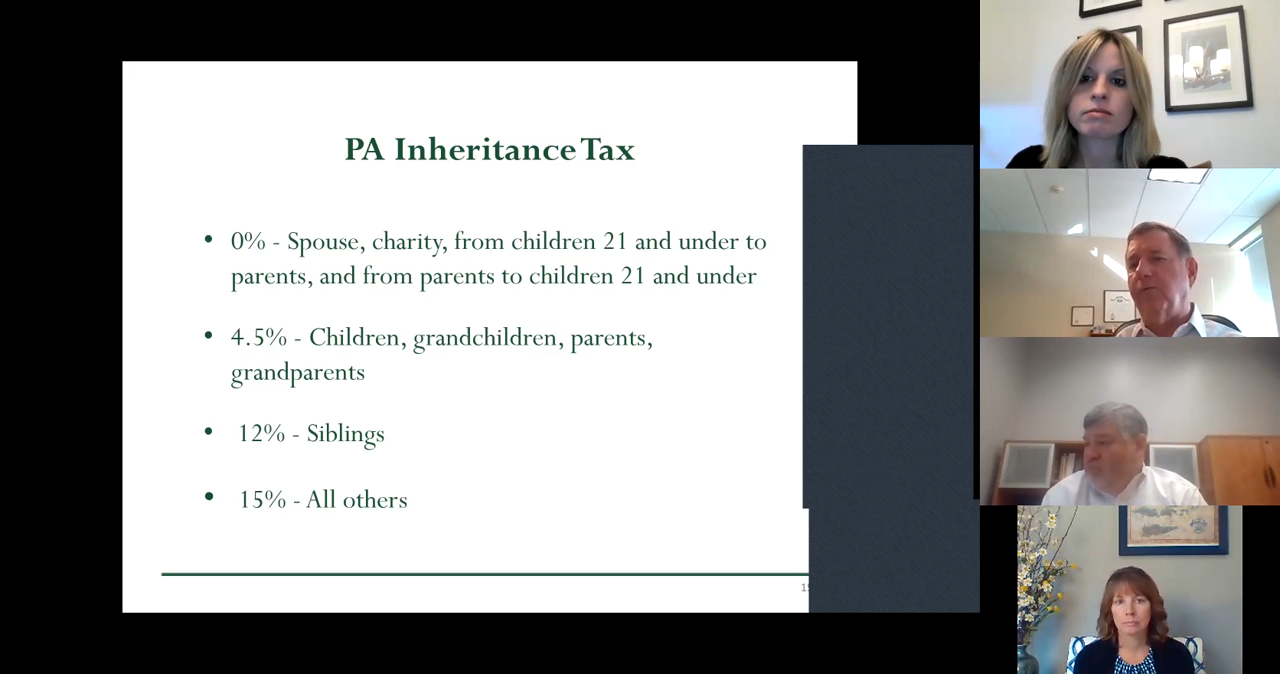 PA Inheritance Tax
• 0% - Spouse, charity, from children 21 and under to
parents, and from parents to children 21 and under
• 4.5% - Children, grandchildren, parents,
grandparents
• 12% - Siblings
• 15% - All others